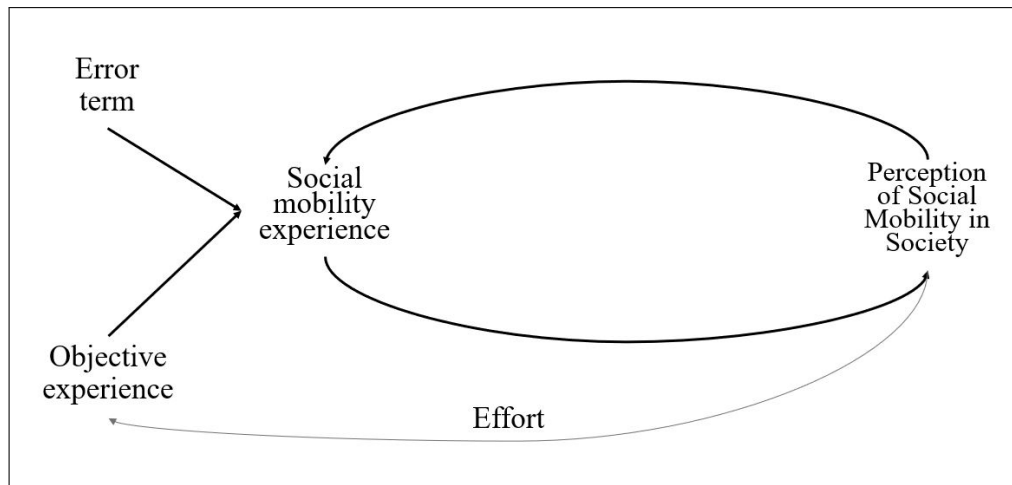 Error
term
Social
mobility
experience
Perception
of Social
Mobility in
Society
Objective
experience
Effort